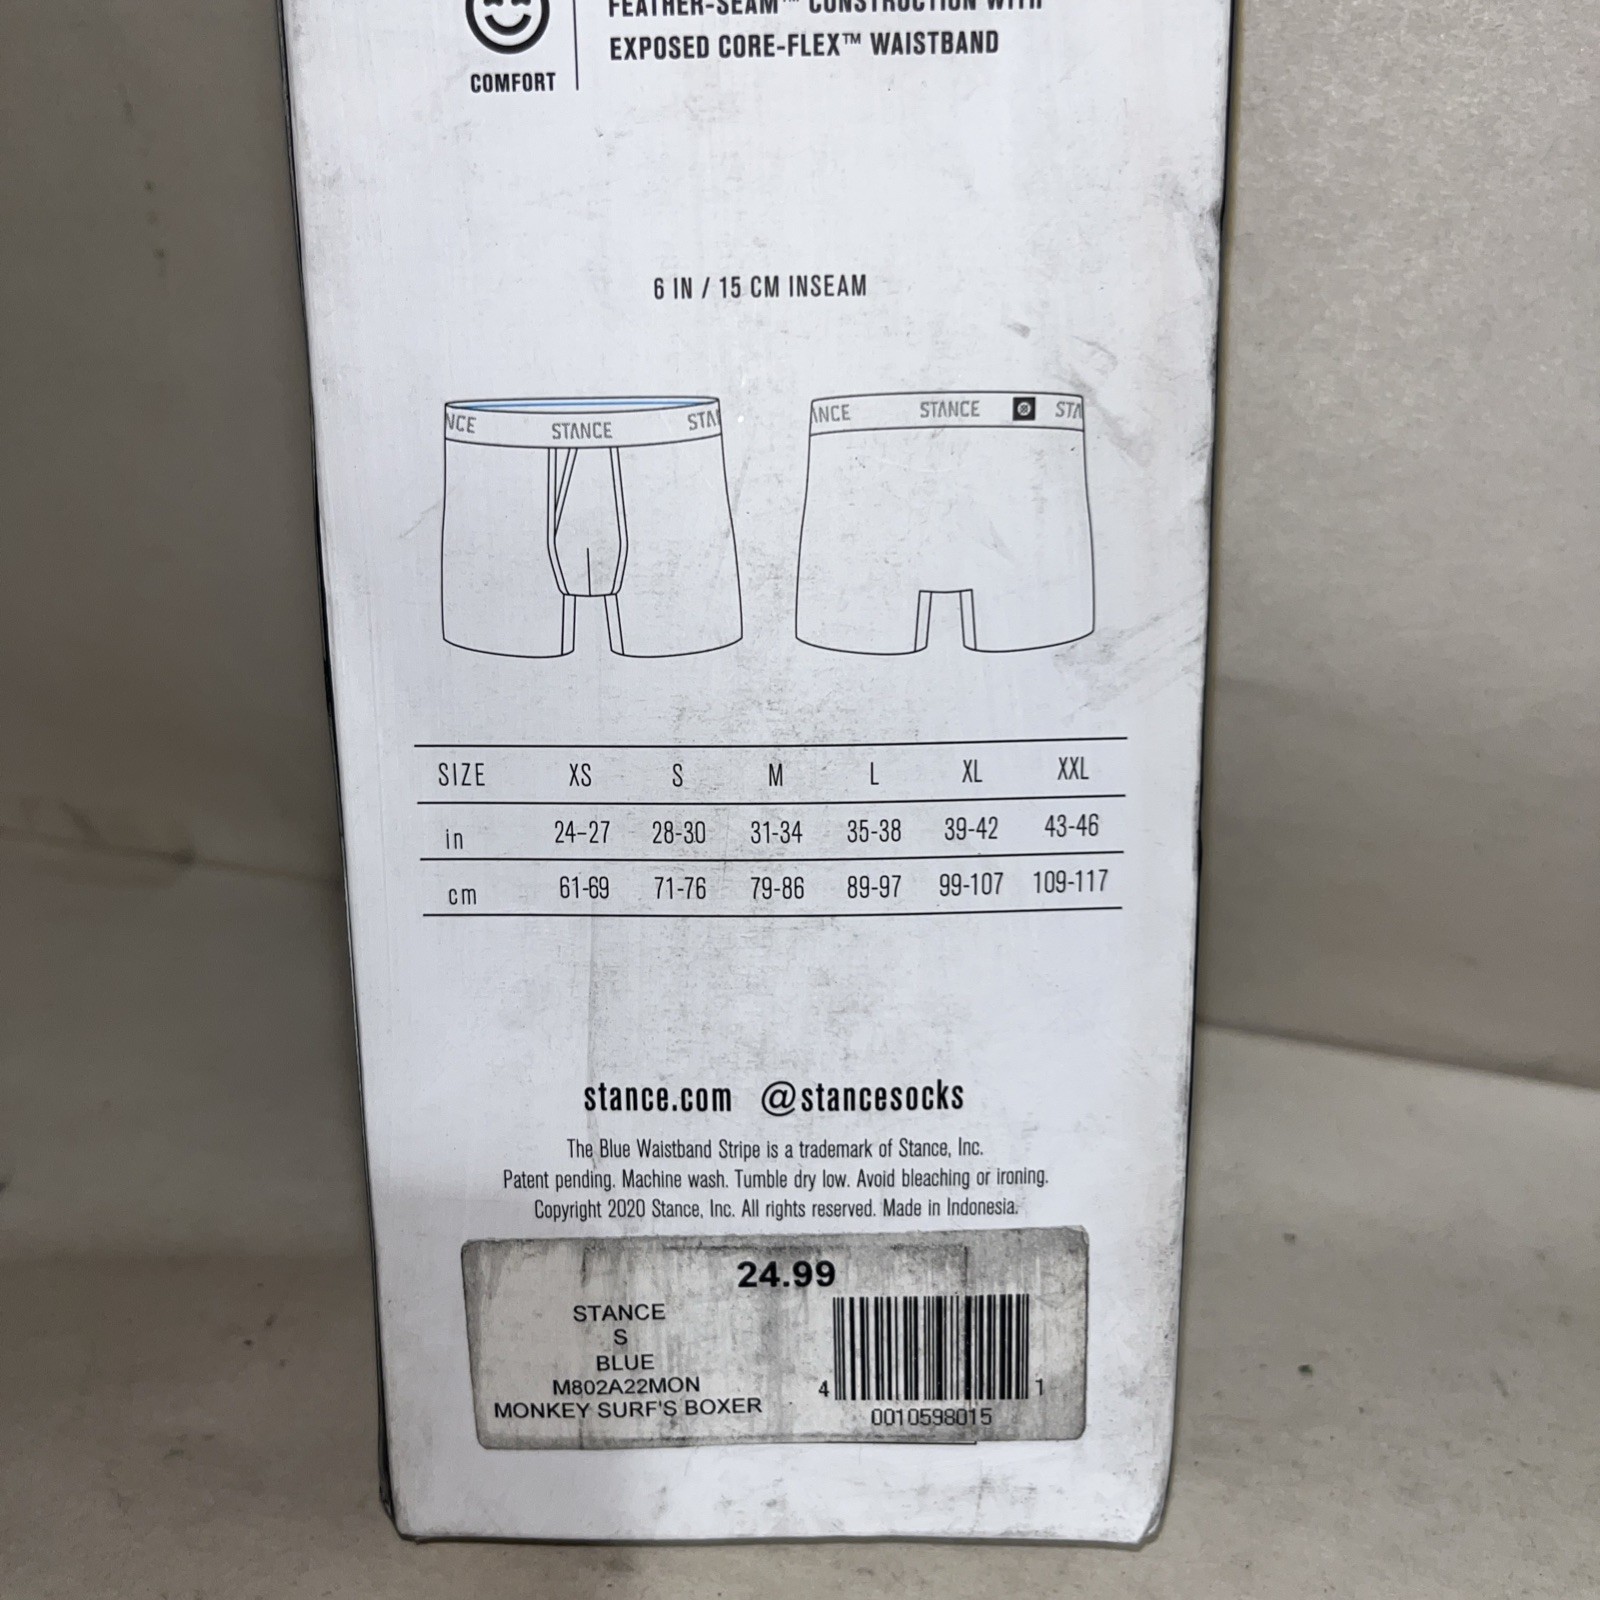 FEATHER-SEAM™ CONSTRUCTION WITH
EXPOSED CORE-FLEX™ WAISTBAND
COMFORT
6 IN / 15 CM INSEAM
NCE STANCE STA
ANCE STANCE STA
SIZE XS S M L XL XXL
in 24-27 28-30 31-34 35-38 39-42 43-46
cm 61-69 71-76 79-86 89-97 99-107 109-117
stance.com @stancesocks
The Blue Waistband Stripe is a trademark of Stance, Inc.
Patent pending. Machine wash. Tumble dry low. Avoid bleaching or ironing.
Copyright 2020 Stance, Inc. All rights reserved. Made in Indonesia.
24.99
STANCE
S
BLUE
M802A22MON
MONKEY SURF'S BOXER
4 1
0010598015